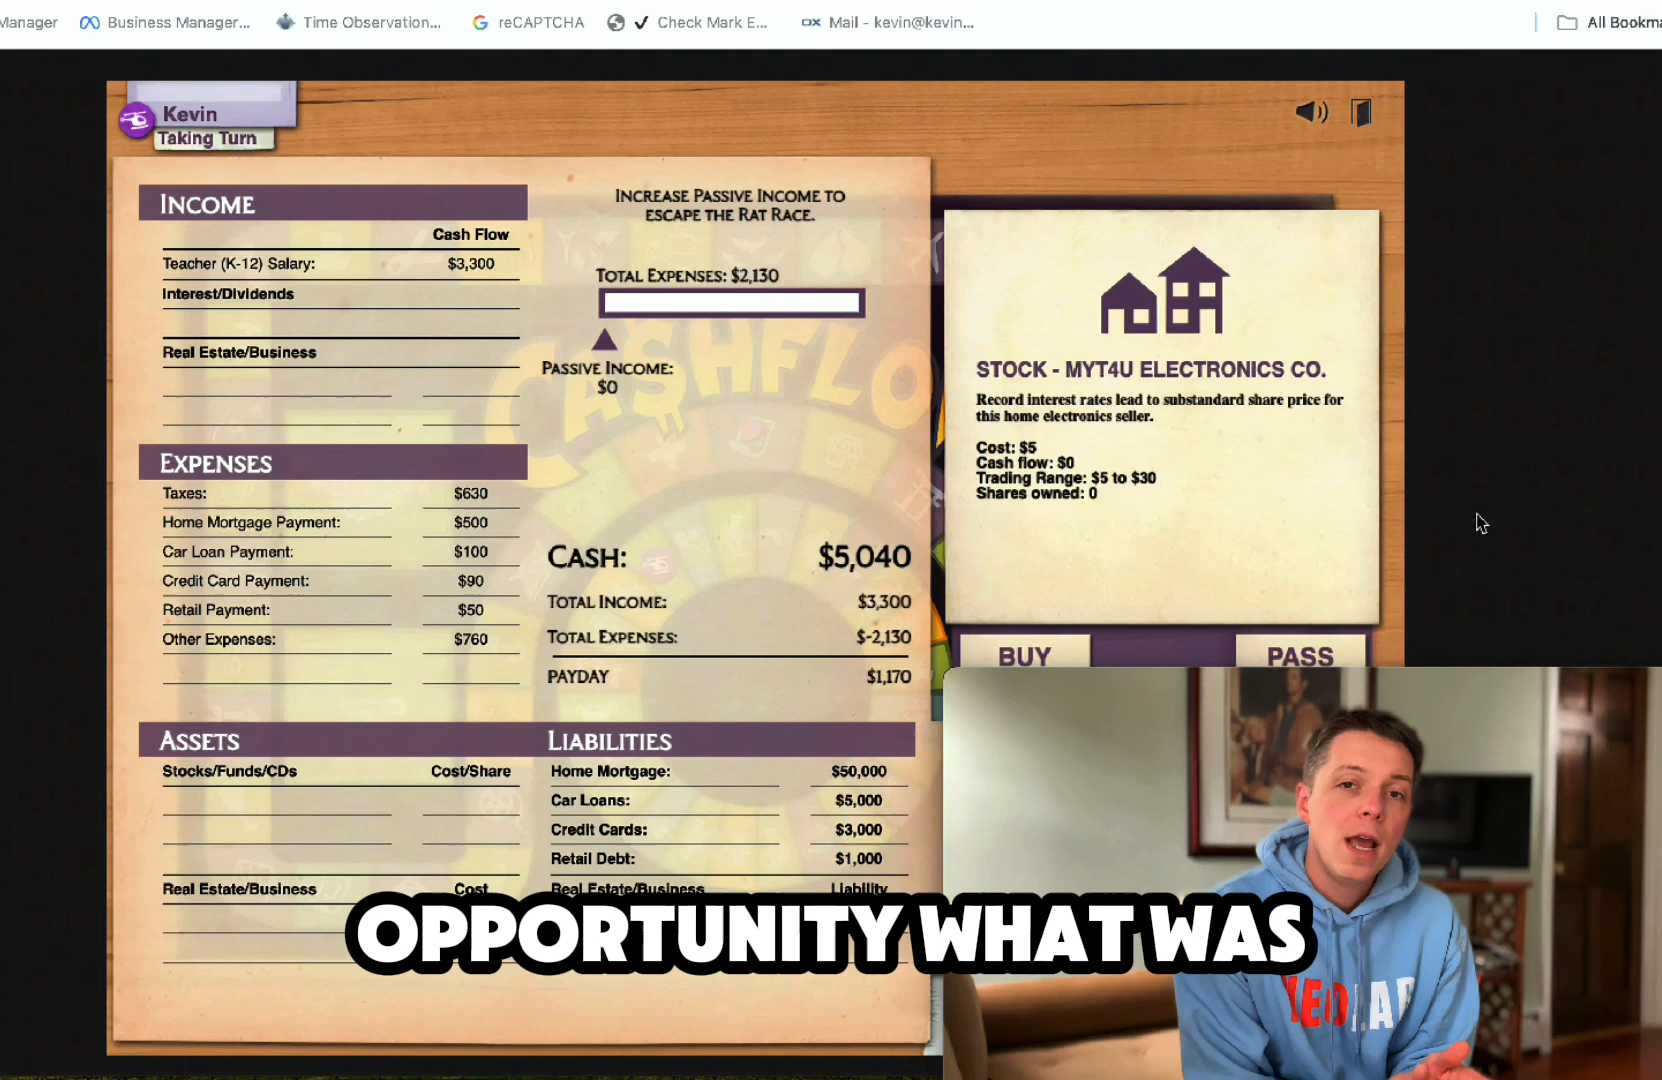 Manager
Business Manager...
Time Observation...
reCAPTCHA
✔ Check Mark E...
Mail - kevin@kevin...
All Bookma
Kevin
Taking Turn
INCOME
Cash Flow
Teacher (K-12) Salary: $3,300
Interest/Dividends
Real Estate/Business
EXPENSES
Taxes: $630
Home Mortgage Payment: $500
Car Loan Payment: $100
Credit Card Payment: $90
Retail Payment: $50
Other Expenses: $760
INCREASE PASSIVE INCOME TO
ESCAPE THE RAT RACE.
TOTAL EXPENSES: $2,130
PASSIVE INCOME:
$0
CASHFLO
CASH: $5,040
TOTAL INCOME: $3,300
TOTAL EXPENSES: $-2,130
PAYDAY $1,170
ASSETS
Stocks/Funds/CDs Cost/Share
Real Estate/Business Cost
LIABILITIES
Home Mortgage: $50,000
Car Loans: $5,000
Credit Cards: $3,000
Retail Debt: $1,000
Real Estate/Business Liability
STOCK - MYT4U ELECTRONICS CO.
Record interest rates lead to substandard share price for
this home electronics seller.
Cost: $5
Cash flow: $0
Trading Range: $5 to $30
Shares owned: 0
BUY
PASS
OPPORTUNITY WHAT WAS